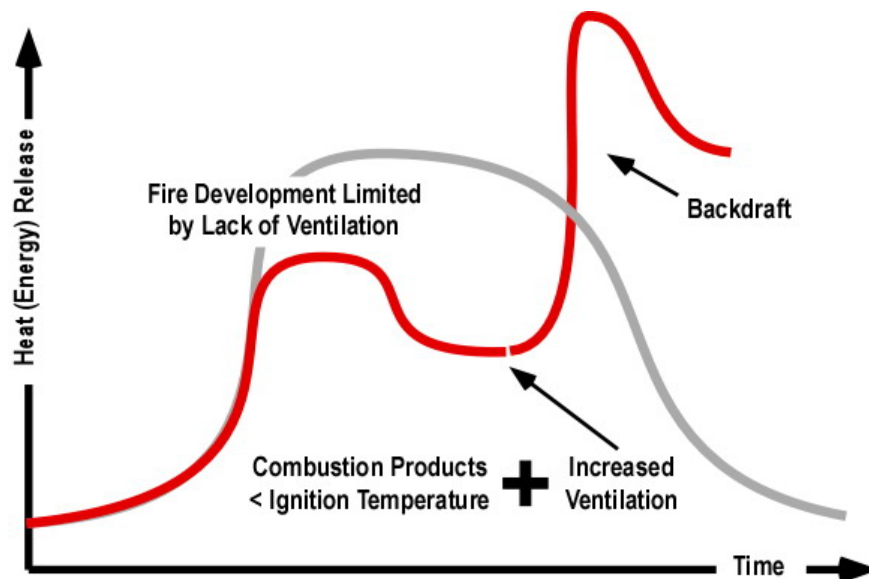 Heat (Energy) Release
Fire Development Limited
by Lack of Ventilation
Backdraft
Combustion Products
< Ignition Temperature
+
Increased
Ventilation
Time